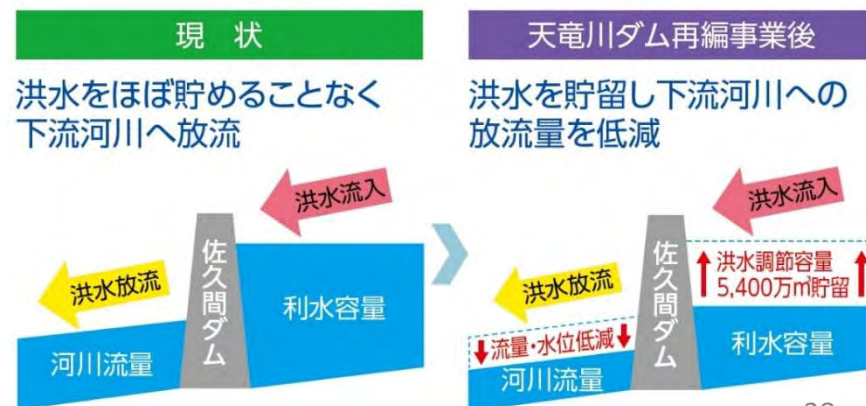 現 状
洪水をほぼ貯めることなく
下流河川へ放流
洪水流入
佐久間ダム
洪水放流
利水容量
河川流量
天竜川ダム再編事業後
洪水を貯留し下流河川への
放流量を低減
洪水流入
佐久間ダム
洪水調節容量
5,400万㎥貯留
洪水放流
流量・水位低減
利水容量
河川流量